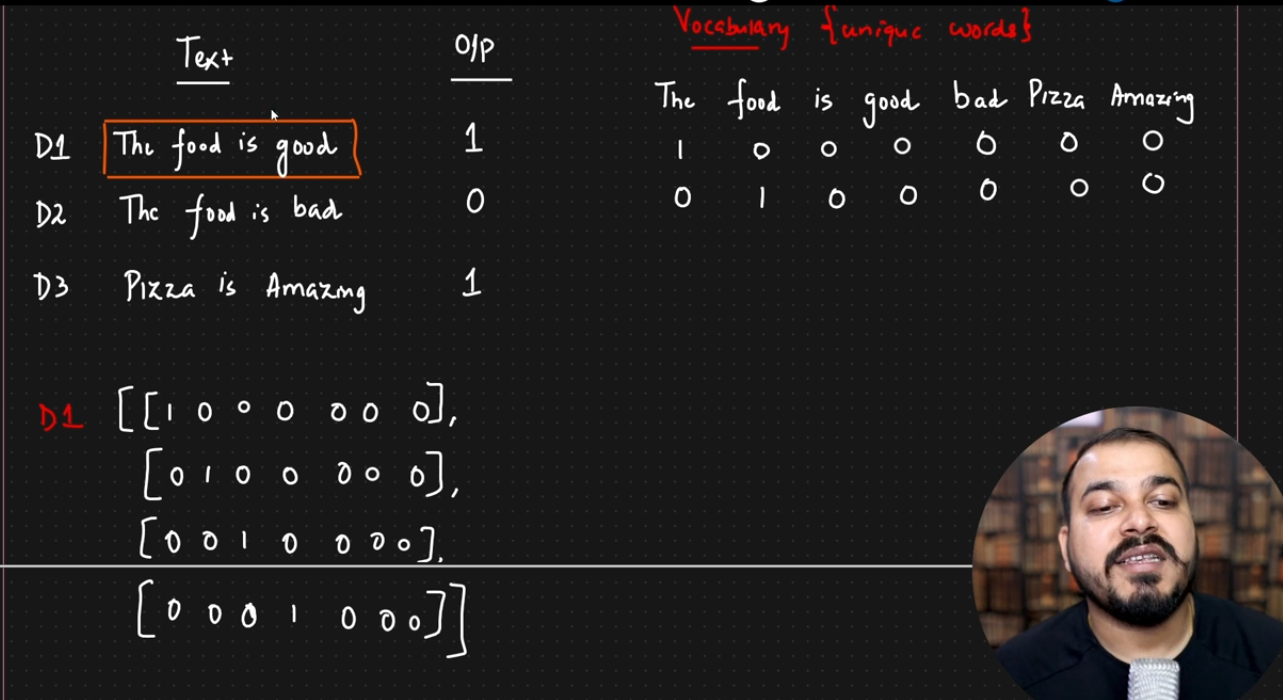 Text O/P
D1 The food is good 1
D2 The food is bad 0
D3 Pizza is Amazing 1
Vocabulary {unique words}
The food is good bad Pizza Amazing
1 0 0 0 0 0 0
0 1 0 0 0 0 0
D1 [[1 0 0 0 0 0 0],
[0 1 0 0 0 0 0],
[0 0 1 0 0 0 0],
[0 0 0 1 0 0 0]]